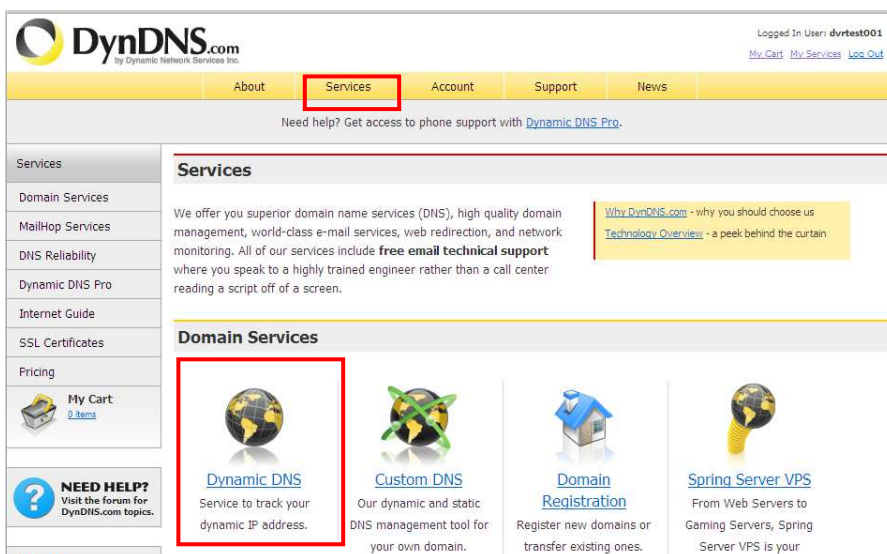 DynDNS.com
by Dynamic Network Services Inc.
Logged In User: dvrtest001
My Cart My Services Log Out
About Services Account Support News
Need help? Get access to phone support with Dynamic DNS Pro.
Services
Domain Services
MailHop Services
DNS Reliability
Dynamic DNS Pro
Internet Guide
SSL Certificates
Pricing
My Cart
0 items
NEED HELP?
Visit the forum for
DynDNS.com topics.
Services
We offer you superior domain name services (DNS), high quality domain
management, world-class e-mail services, web redirection, and network
monitoring. All of our services include free email technical support
where you speak to a highly trained engineer rather than a call center
reading a script off of a screen.
Why DynDNS.com - why you should choose us
Technology Overview - a peek behind the curtain
Domain Services
Dynamic DNS
Service to track your
dynamic IP address.
Custom DNS
Our dynamic and static
DNS management tool for
your own domain.
Domain
Registration
Register new domains or
transfer existing ones.
Spring Server VPS
From Web Servers to
Gaming Servers, Spring
Server VPS is your